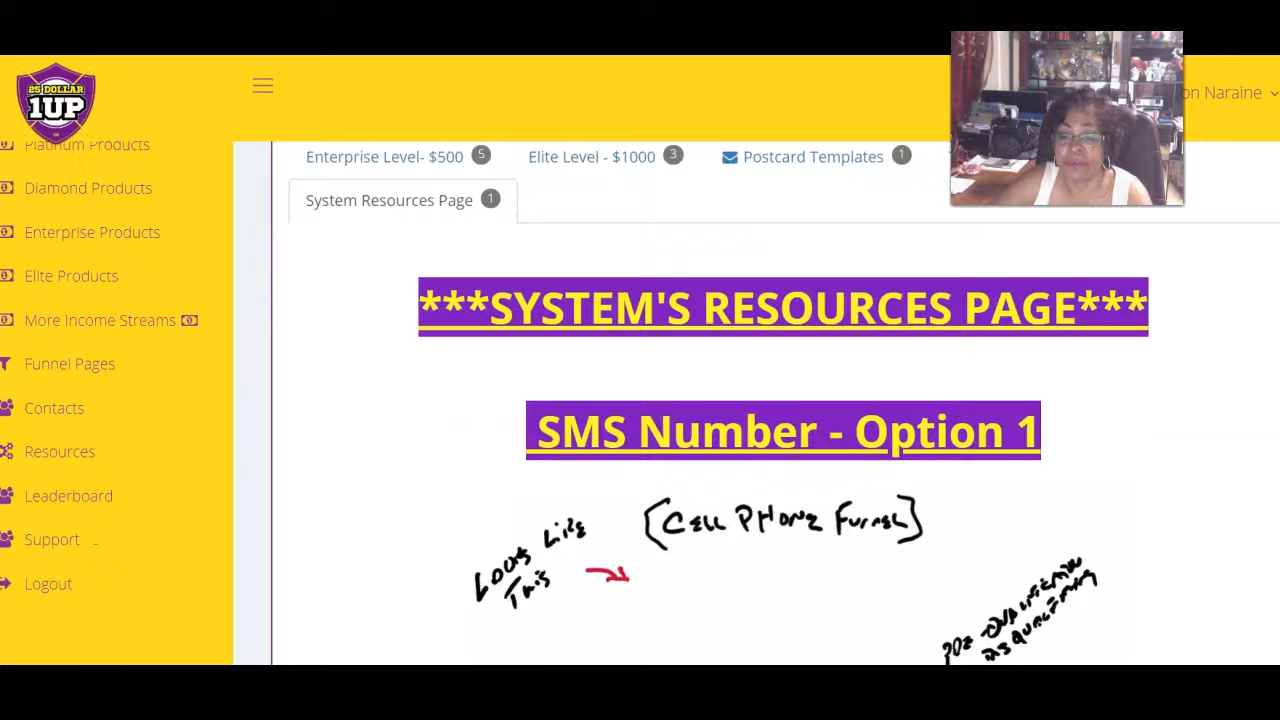 25 DOLLAR
1UP
on Naraine
Platinum Products
Diamond Products
Enterprise Products
Elite Products
More Income Streams
Funnel Pages
Contacts
Resources
Leaderboard
Support
Logout
Enterprise Level- $500 5
Elite Level - $1000 3
Postcard Templates 1
System Resources Page 1
***SYSTEM'S RESOURCES PAGE***
SMS Number - Option 1
[CELL PHONE FUNNEL]
LOOKS LIKE
THIS